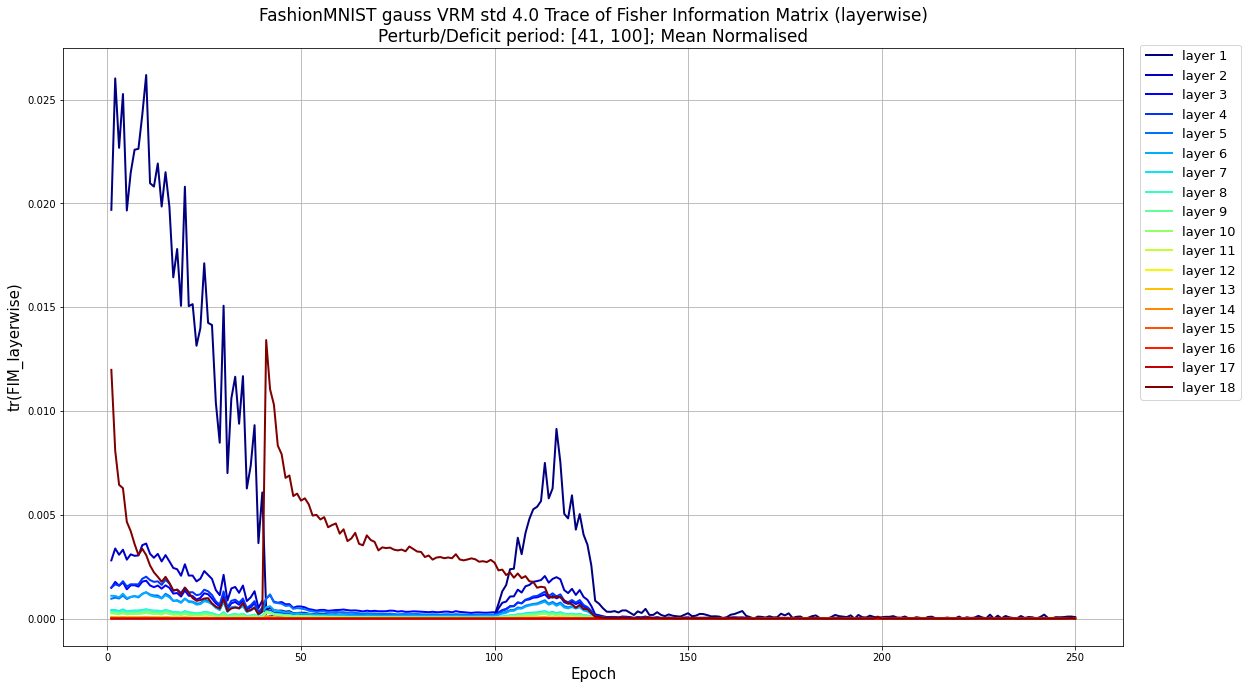 FashionMNIST gauss VRM std 4.0 Trace of Fisher Information Matrix (layerwise)
Perturb/Deficit period: [41, 100]; Mean Normalised
tr(FIM_layerwise)
0.025
0.020
0.015
0.010
0.005
0.000
0
50
100
150
200
250
Epoch
layer 1
layer 2
layer 3
layer 4
layer 5
layer 6
layer 7
layer 8
layer 9
layer 10
layer 11
layer 12
layer 13
layer 14
layer 15
layer 16
layer 17
layer 18